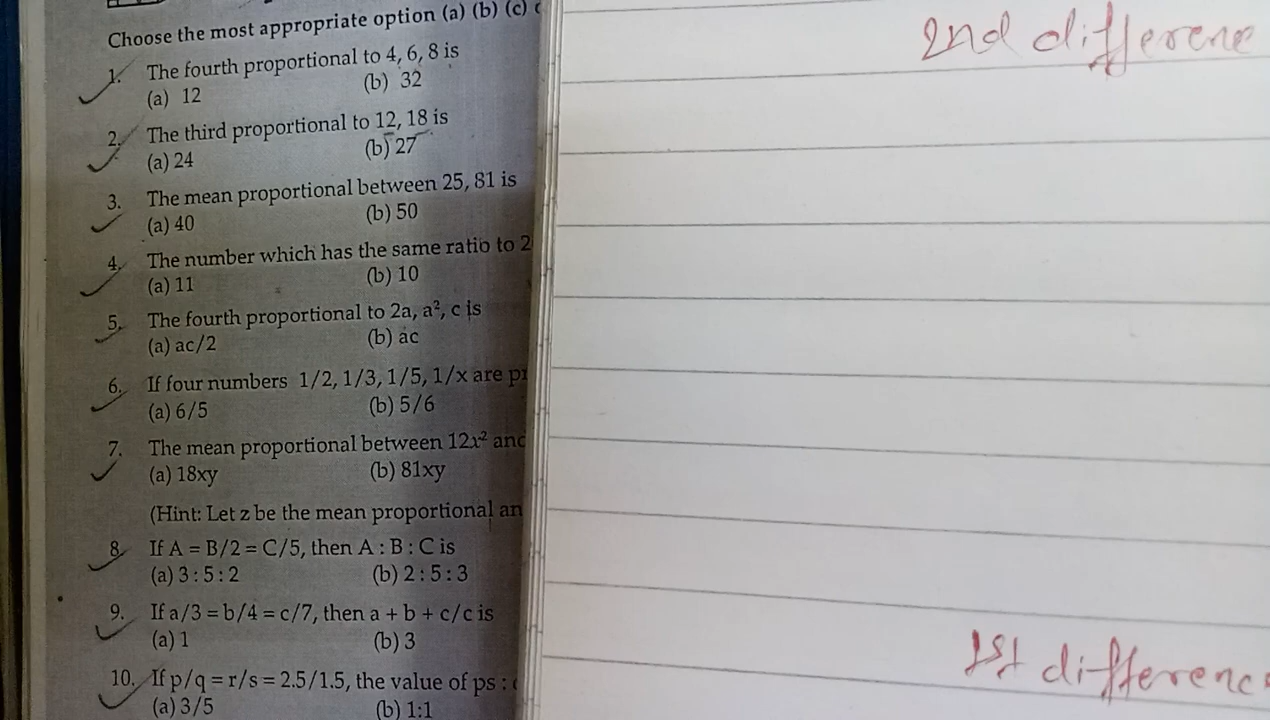 Choose the most appropriate option (a) (b) (c)
1. The fourth proportional to 4, 6, 8 is
(a) 12 (b) 32
2. The third proportional to 12, 18 is
(a) 24 (b) 27
3. The mean proportional between 25, 81 is
(a) 40 (b) 50
4. The number which has the same ratio to 2
(a) 11 (b) 10
5. The fourth proportional to 2a, a², c is
(a) ac/2 (b) ac
6. If four numbers 1/2, 1/3, 1/5, 1/x are pr
(a) 6/5 (b) 5/6
7. The mean proportional between 12x² and
(a) 18xy (b) 81xy
(Hint: Let z be the mean proportional an
8. If A = B/2 = C/5, then A : B : C is
(a) 3 : 5 : 2 (b) 2 : 5 : 3
9. If a/3 = b/4 = c/7, then a + b + c/c is
(a) 1 (b) 3
10. If p/q = r/s = 2.5/1.5, the value of ps :
(a) 3/5 (b) 1:1
2nd differenc
1st differenc